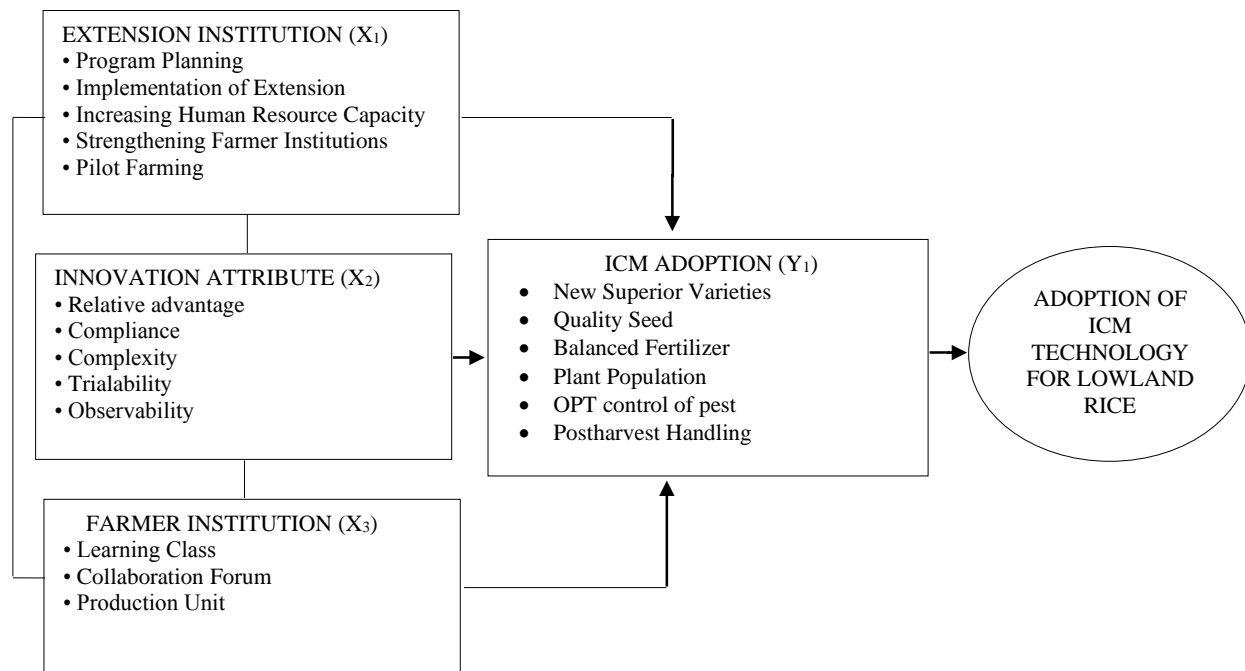 EXTENSION INSTITUTION (X₁)
• Program Planning
• Implementation of Extension
• Increasing Human Resource Capacity
• Strengthening Farmer Institutions
• Pilot Farming
INNOVATION ATTRIBUTE (X₂)
• Relative advantage
• Compliance
• Complexity
• Trialability
• Observability
FARMER INSTITUTION (X₃)
• Learning Class
• Collaboration Forum
• Production Unit
ICM ADOPTION (Y₁)
• New Superior Varieties
• Quality Seed
• Balanced Fertilizer
• Plant Population
• OPT control of pest
• Postharvest Handling
ADOPTION OF
ICM
TECHNOLOGY
FOR LOWLAND
RICE